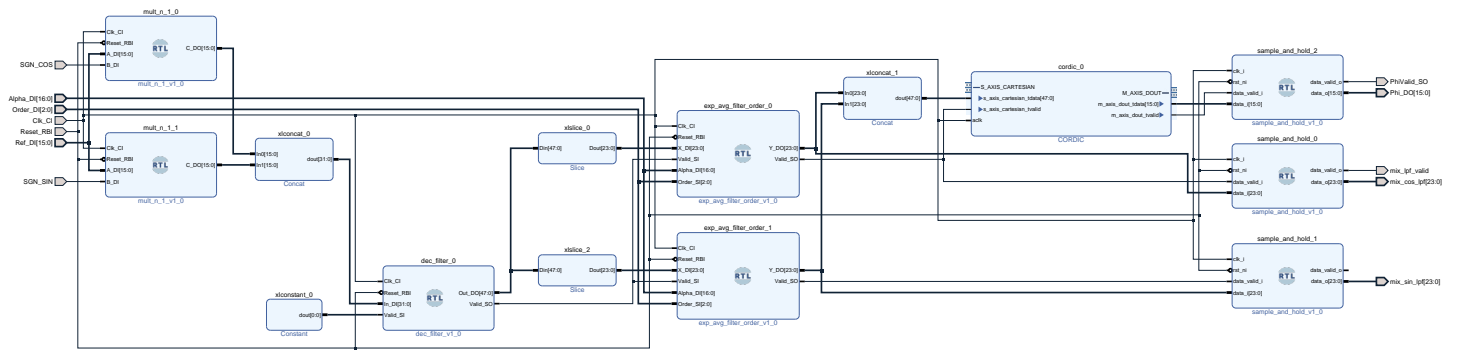 SGN_COS
Alpha_DI[16:0]
Order_DI[2:0]
Clk_CI
Reset_RBI
Ref_DI[15:0]
SGN_SIN
mult_n_1_0
Clk_CI
Reset_RBI
A_DI[15:0]
B_DI
C_DO[15:0]
RTL
mult_n_1_v1_0
mult_n_1_1
Clk_CI
Reset_RBI
A_DI[15:0]
B_DI
C_DO[15:0]
RTL
mult_n_1_v1_0
xlconcat_0
In0[15:0]
In1[15:0]
dout[31:0]
Concat
xlconstant_0
dout[0:0]
Constant
dec_filter_0
Clk_CI
Reset_RBI
In_DI[31:0]
Valid_SI
Out_DO[47:0]
Valid_SO
RTL
dec_filter_v1_0
xlslice_0
Din[47:0]
Dout[23:0]
Slice
xlslice_2
Din[47:0]
Dout[23:0]
Slice
exp_avg_filter_order_0
Clk_CI
Reset_RBI
X_DI[23:0]
Valid_SI
Alpha_DI[16:0]
Order_SI[2:0]
Y_DO[23:0]
Valid_SO
RTL
exp_avg_filter_order_v1_0
exp_avg_filter_order_1
Clk_CI
Reset_RBI
X_DI[23:0]
Valid_SI
Alpha_DI[16:0]
Order_SI[2:0]
Y_DO[23:0]
Valid_SO
RTL
exp_avg_filter_order_v1_0
xlconcat_1
In0[23:0]
In1[23:0]
dout[47:0]
Concat
cordic_0
S_AXIS_CARTESIAN
s_axis_cartesian_tdata[47:0]
s_axis_cartesian_tvalid
aclk
M_AXIS_DOUT
m_axis_dout_tdata[15:0]
m_axis_dout_tvalid
CORDIC
sample_and_hold_2
clk_i
rst_ni
data_valid_i
data_i[15:0]
data_valid_o
data_o[15:0]
RTL
sample_and_hold_v1_0
sample_and_hold_0
clk_i
rst_ni
data_valid_i
data_i[23:0]
data_valid_o
data_o[23:0]
RTL
sample_and_hold_v1_0
sample_and_hold_1
clk_i
rst_ni
data_valid_i
data_i[23:0]
data_valid_o
data_o[23:0]
RTL
sample_and_hold_v1_0
PhiValid_SO
Phi_DO[15:0]
mix_lpf_valid
mix_cos_lpf[23:0]
mix_sin_lpf[23:0]